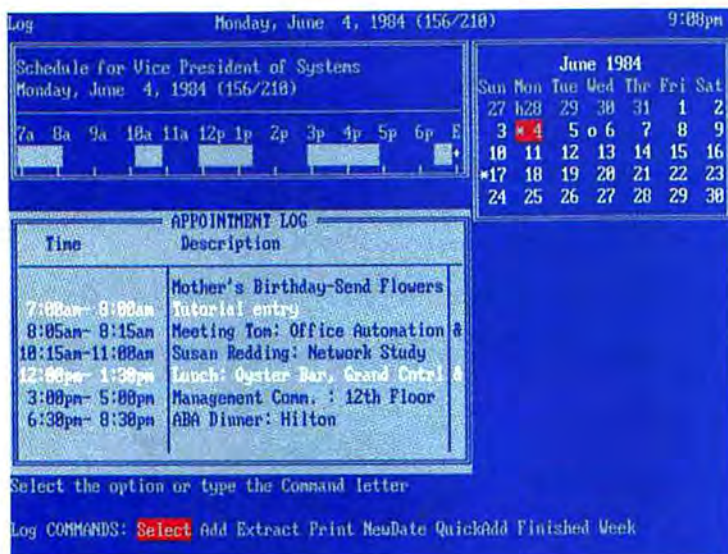 Log Monday, June 4, 1984 (156/210) 9:08pm
Schedule for Vice President of Systems
Monday, June 4, 1984 (156/210)
7a 8a 9a 10a 11a 12p 1p 2p 3p 4p 5p 6p E
June 1984
Sun Mon Tue Wed Thr Fri Sat
27 h28 29 30 31 1 2
3 * 4 5 o 6 7 8 9
10 11 12 13 14 15 16
*17 18 19 20 21 22 23
24 25 26 27 28 29 30
APPOINTMENT LOG
Time Description
Mother's Birthday-Send Flowers
7:00am- 8:00am Tutorial entry
8:05am- 8:15am Meeting Tom: Office Automation &
10:15am-11:00am Susan Redding: Network Study
12:00pm- 1:30pm Lunch: Oyster Bar, Grand Cntrl &
3:00pm- 5:00pm Management Comm. : 12th Floor
6:30pm- 8:30pm ABA Dinner: Hilton
Select the option or type the Command letter
Log COMMANDS: Select Add Extract Print NewDate QuickAdd Finished Week